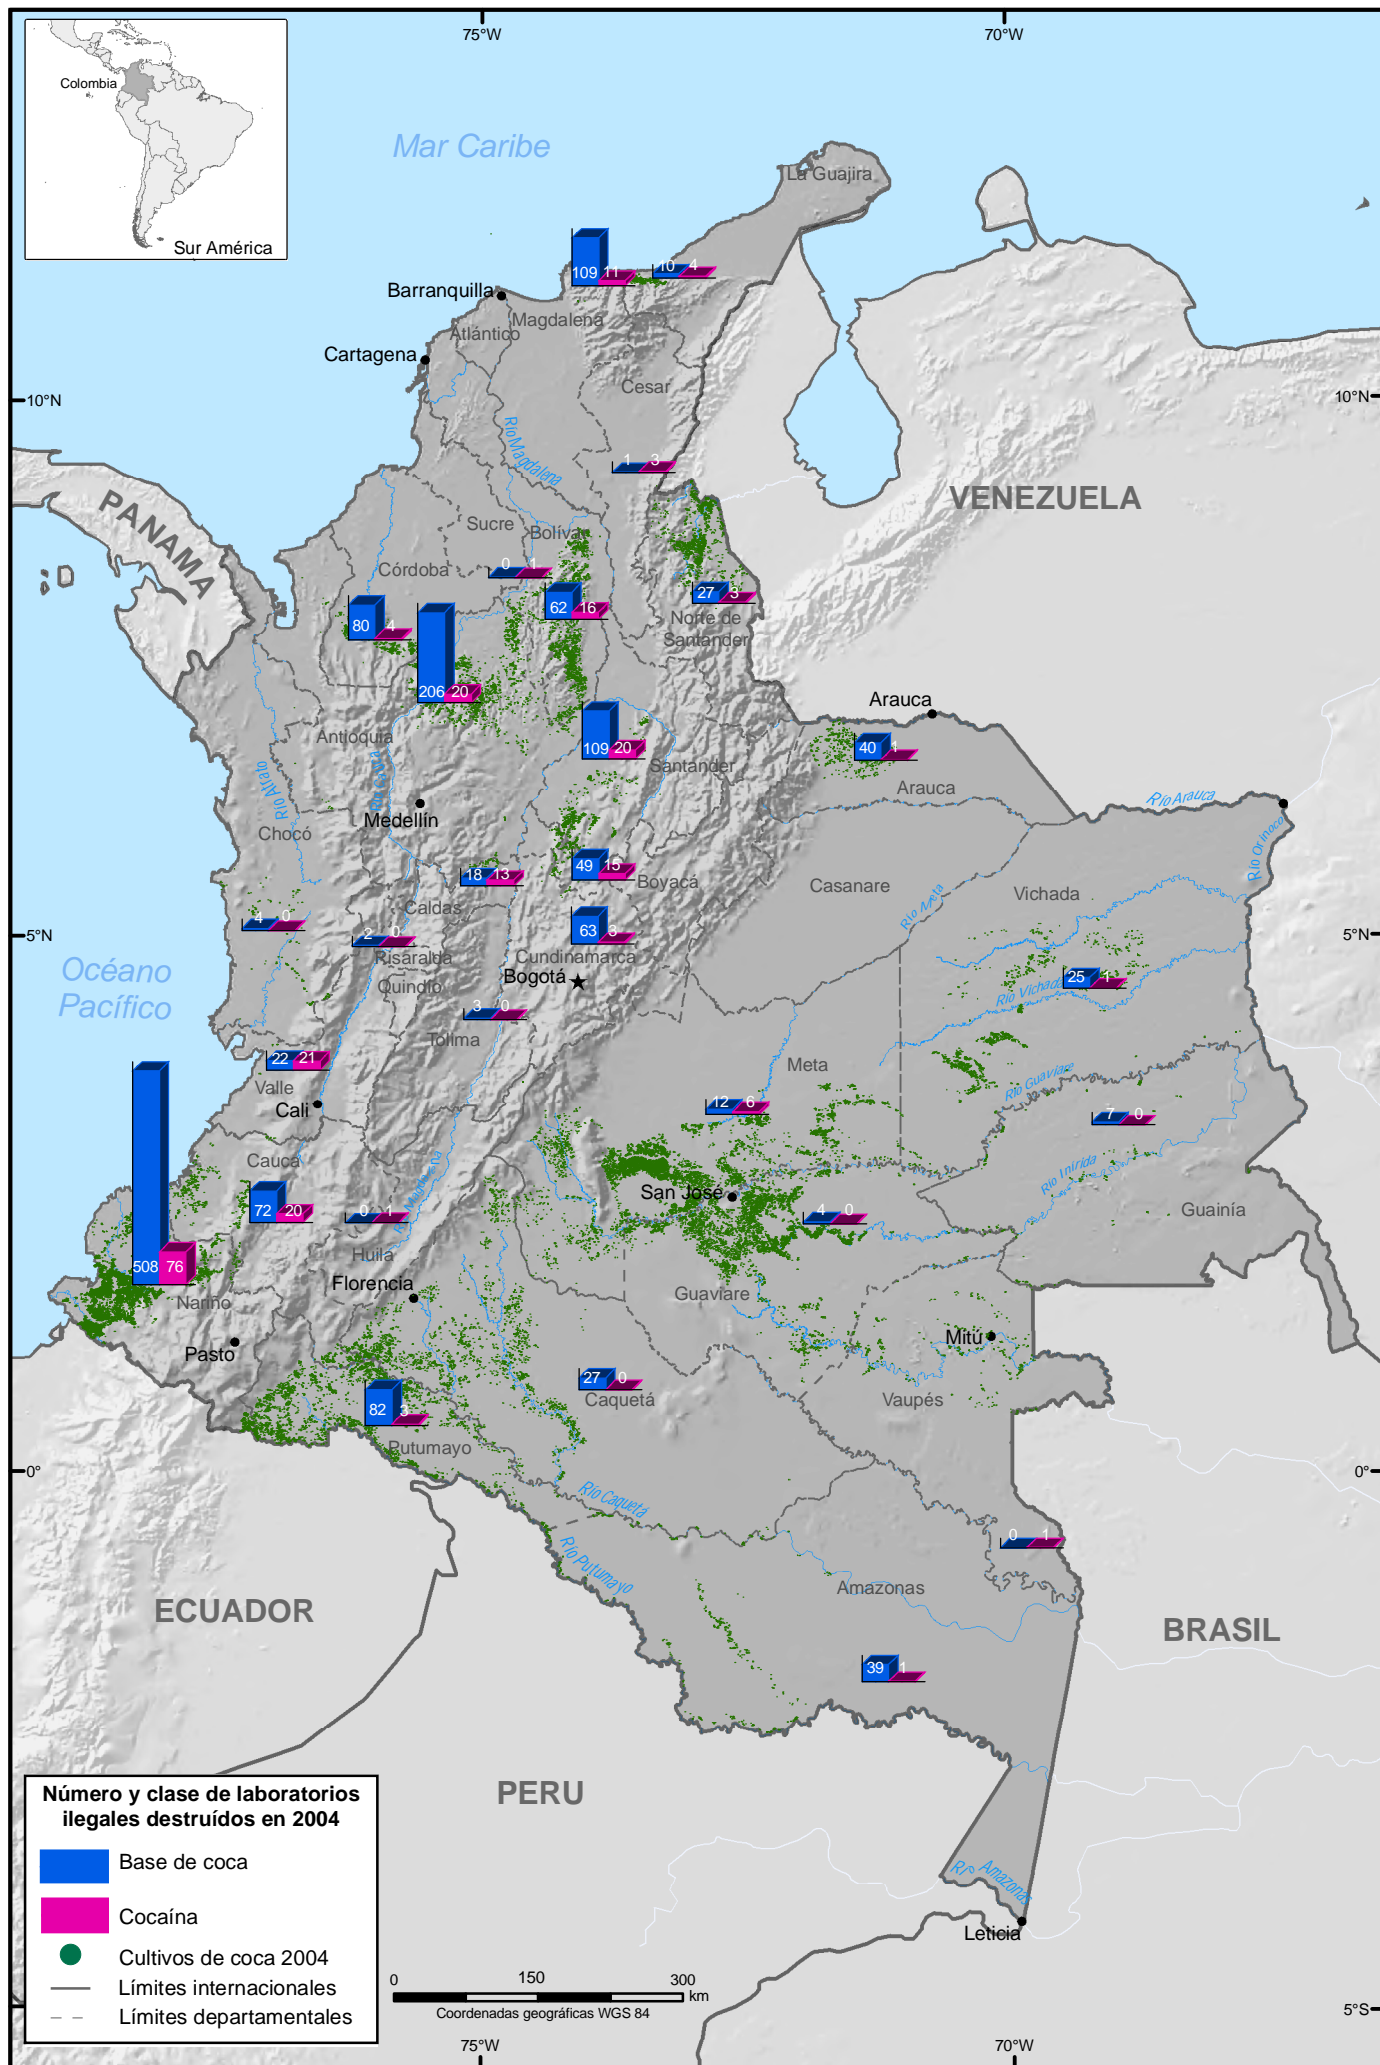 75°W
70°W
Colombia
Sur América
Mar Caribe
La Guajira
109
11
10
4
Barranquilla
Magdalena
Atlántico
Cartagena
Cesar
10°N
10°N
Río Magdalena
1
3
VENEZUELA
PANAMA
Sucre
Bolíva
Córdoba
0
1
62
16
27
3
Norte de
Santander
80
4
206
20
Arauca
109
20
40
1
Antioquia
Santander
Arauca
Río Arauca
Río Cauca
Río Atrato
Río Orinoco
Medellín
Chocó
18
13
49
15
Boyacá
Casanare
Vichada
Caldas
Río Meta
4
0
2
0
63
3
5°N
5°N
Risaralda
Cundinamarca
Océano
Pacífico
Bogotá
Quindío
25
1
Río Vichada
3
0
Tolima
22
21
Valle
Meta
Río Guaviare
Cali
12
6
7
0
Cauca
Río Inirida
Río Magdalena
San José
72
20
0
1
4
0
Guainía
Huila
508
76
Nariño
Florencia
Guaviare
Pasto
Mitú
27
0
Caquetá
Vaupés
82
3
Putumayo
0°
0°
Río Caquetá
Río Putumayo
0
1
Amazonas
ECUADOR
BRASIL
39
1
PERU
Número y clase de laboratorios
ilegales destruídos en 2004
Base de coca
Cocaína
Cultivos de coca 2004
Límites internacionales
Límites departamentales
Río Amazonas
Leticia
0
150
300
km
Coordenadas geográficas WGS 84
5°S
75°W
70°W